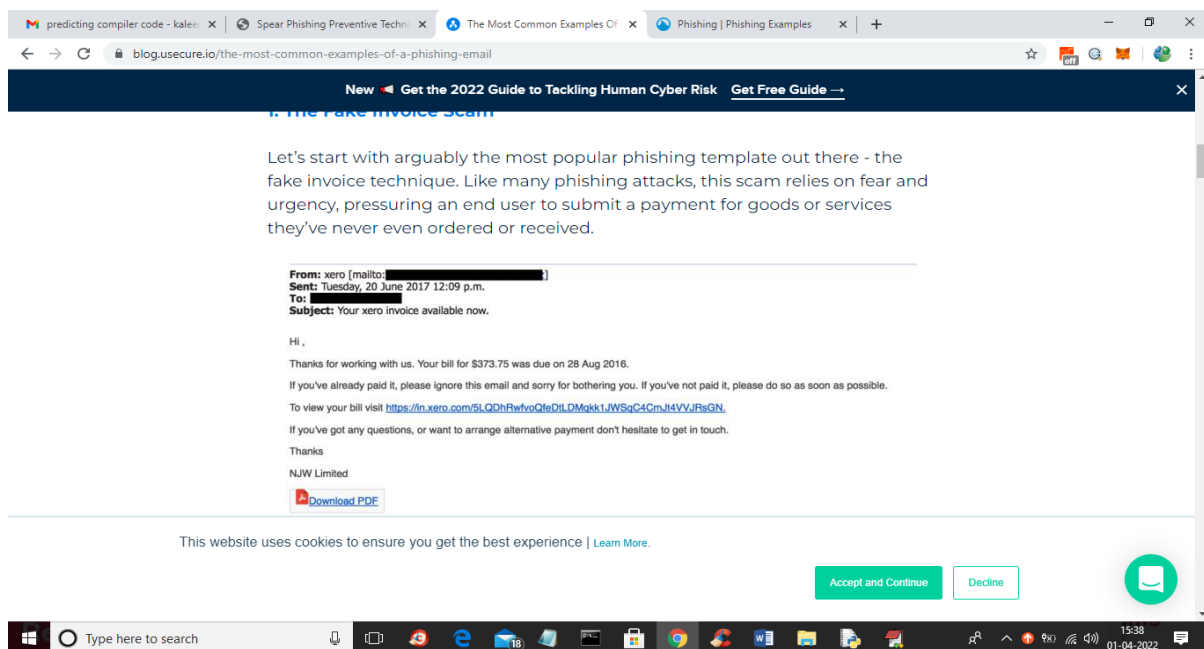 predicting compiler code - kalee
Spear Phishing Preventive Techni
The Most Common Examples Of
Phishing | Phishing Examples
blog.usecure.io/the-most-common-examples-of-a-phishing-email
off
New Get the 2022 Guide to Tackling Human Cyber Risk Get Free Guide →
1. The Fake Invoice Scam
Let's start with arguably the most popular phishing template out there - the
fake invoice technique. Like many phishing attacks, this scam relies on fear and
urgency, pressuring an end user to submit a payment for goods or services
they've never even ordered or received.
From: xero [mailto: ]
Sent: Tuesday, 20 June 2017 12:09 p.m.
To:
Subject: Your xero invoice available now.
Hi ,
Thanks for working with us. Your bill for $373.75 was due on 28 Aug 2016.
If you've already paid it, please ignore this email and sorry for bothering you. If you've not paid it, please do so as soon as possible.
To view your bill visit https://in.xero.com/5LQDhRwfvoQfeDtLDMqkk1JWSqC4CmJt4VVJRsGN.
If you've got any questions, or want to arrange alternative payment don't hesitate to get in touch.
Thanks
NJW Limited
Download PDF
This website uses cookies to ensure you get the best experience | Learn More.
Accept and Continue
Decline
Type here to search
18
15:38
01-04-2022